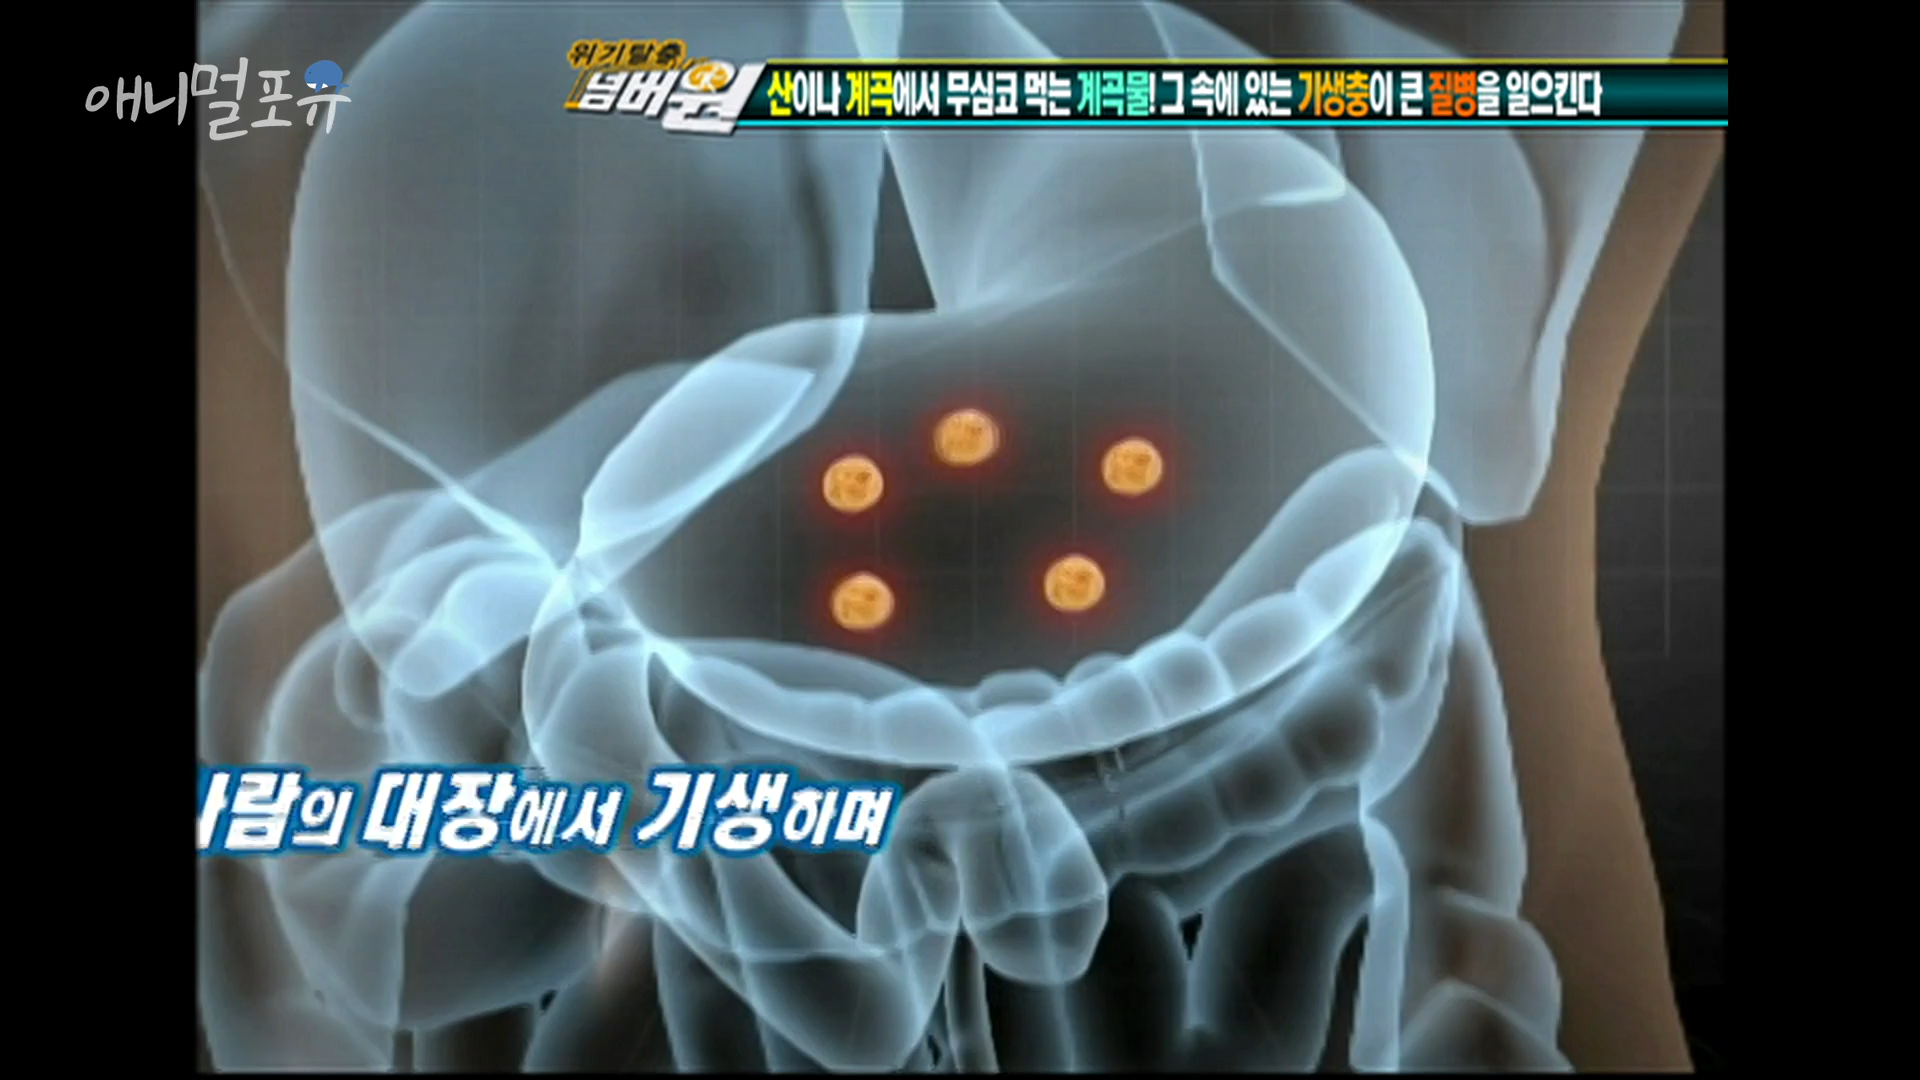 애니멀포유
위기탈출
넘버원
산이나 계곡에서 무심코 먹는 계곡물! 그 속에 있는 기생충이 큰 질병을 일으킨다
사람의 대장에서 기생하며